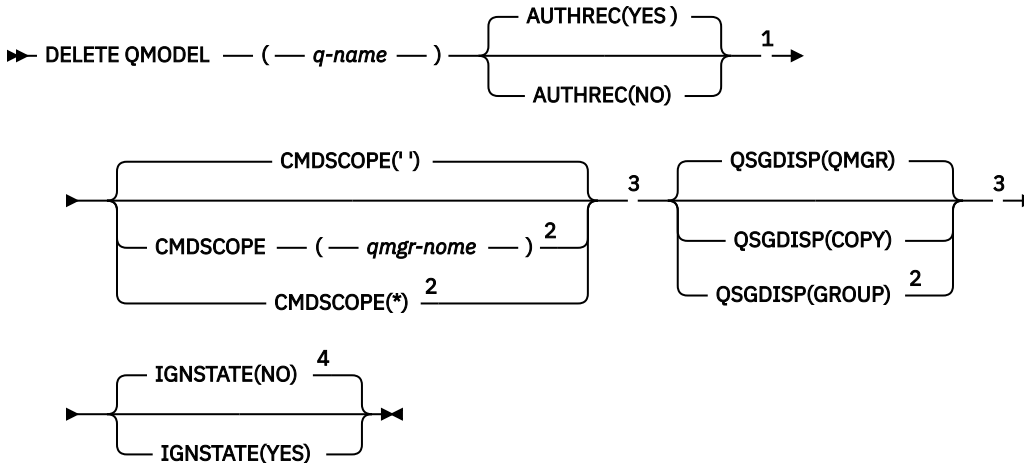 AUTHREC(YES )
DELETE QMODEL ( q-name ) 1
AUTHREC(NO)
CMDSCOPE(' ') QSGDISP(QMGR)
3 3
CMDSCOPE ( qmgr-nome ) 2 QSGDISP(COPY)
CMDSCOPE(*) 2 QSGDISP(GROUP) 2
IGNSTATE(NO) 4
IGNSTATE(YES)